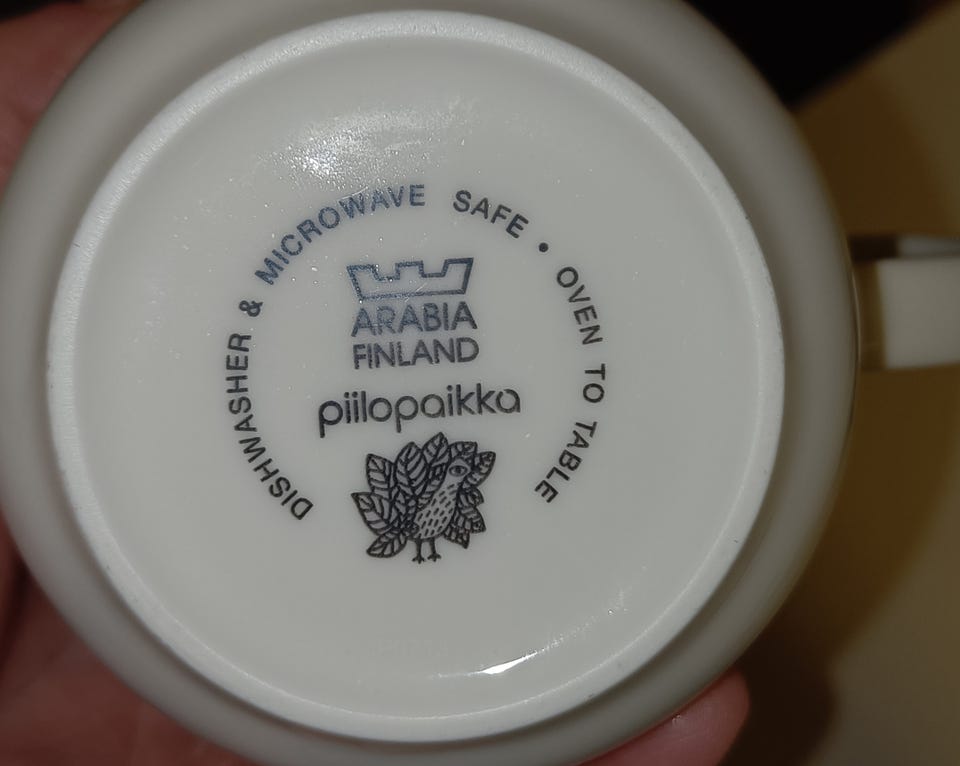 DISHWASHER & MICROWAVE SAFE • OVEN TO TABLE
ARABIA
FINLAND
piilopaikka